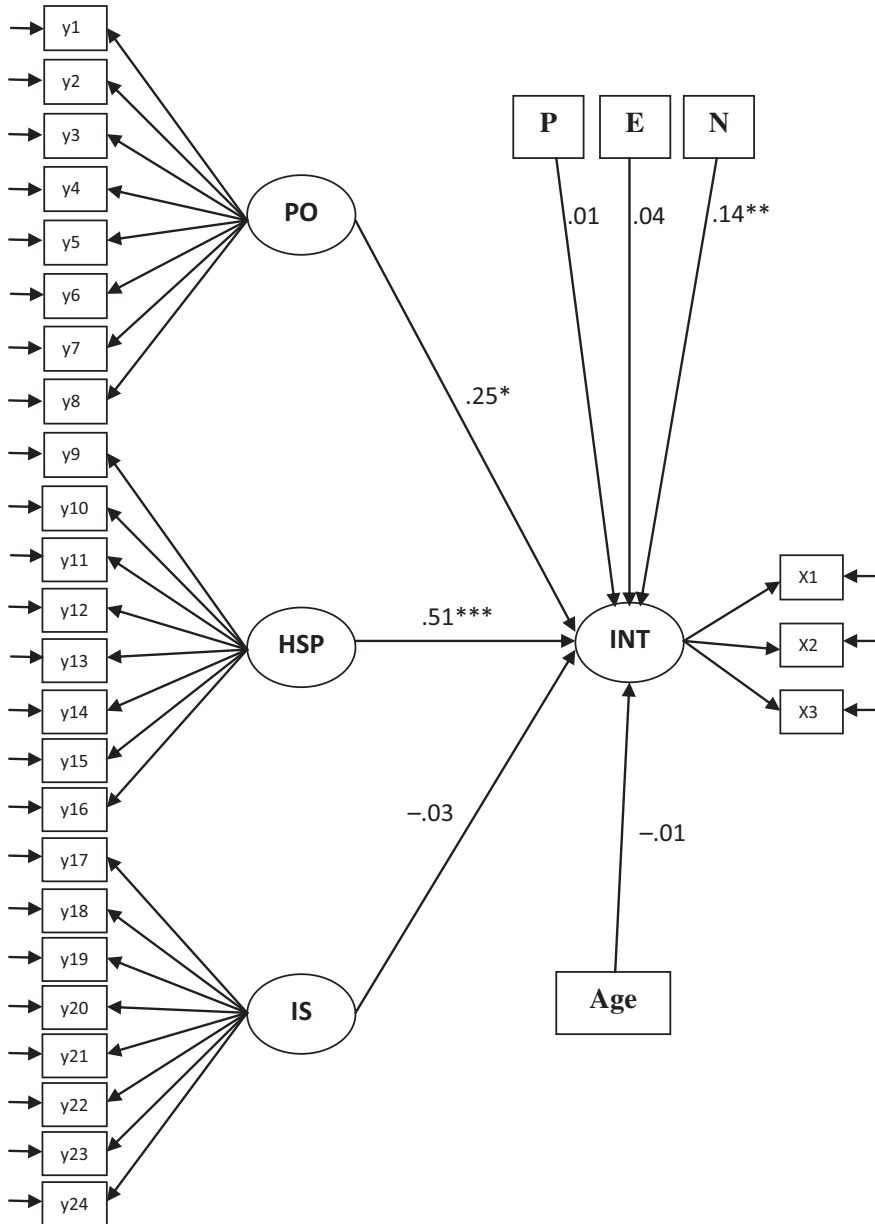 y1
y2
y3
y4
y5
y6
y7
y8
y9
y10
y11
y12
y13
y14
y15
y16
y17
y18
y19
y20
y21
y22
y23
y24
PO
HSP
IS
.25*
.51***
–.03
P
E
N
.01
.04
.14**
INT
X1
X2
X3
–.01
Age